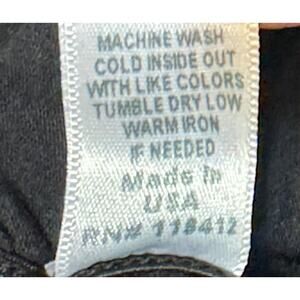 MACHINE WASH
COLD INSIDE OUT
WITH LIKE COLORS
TUMBLE DRY LOW
WARM IRON
IF NEEDED
Made in
USA
RN# 118412